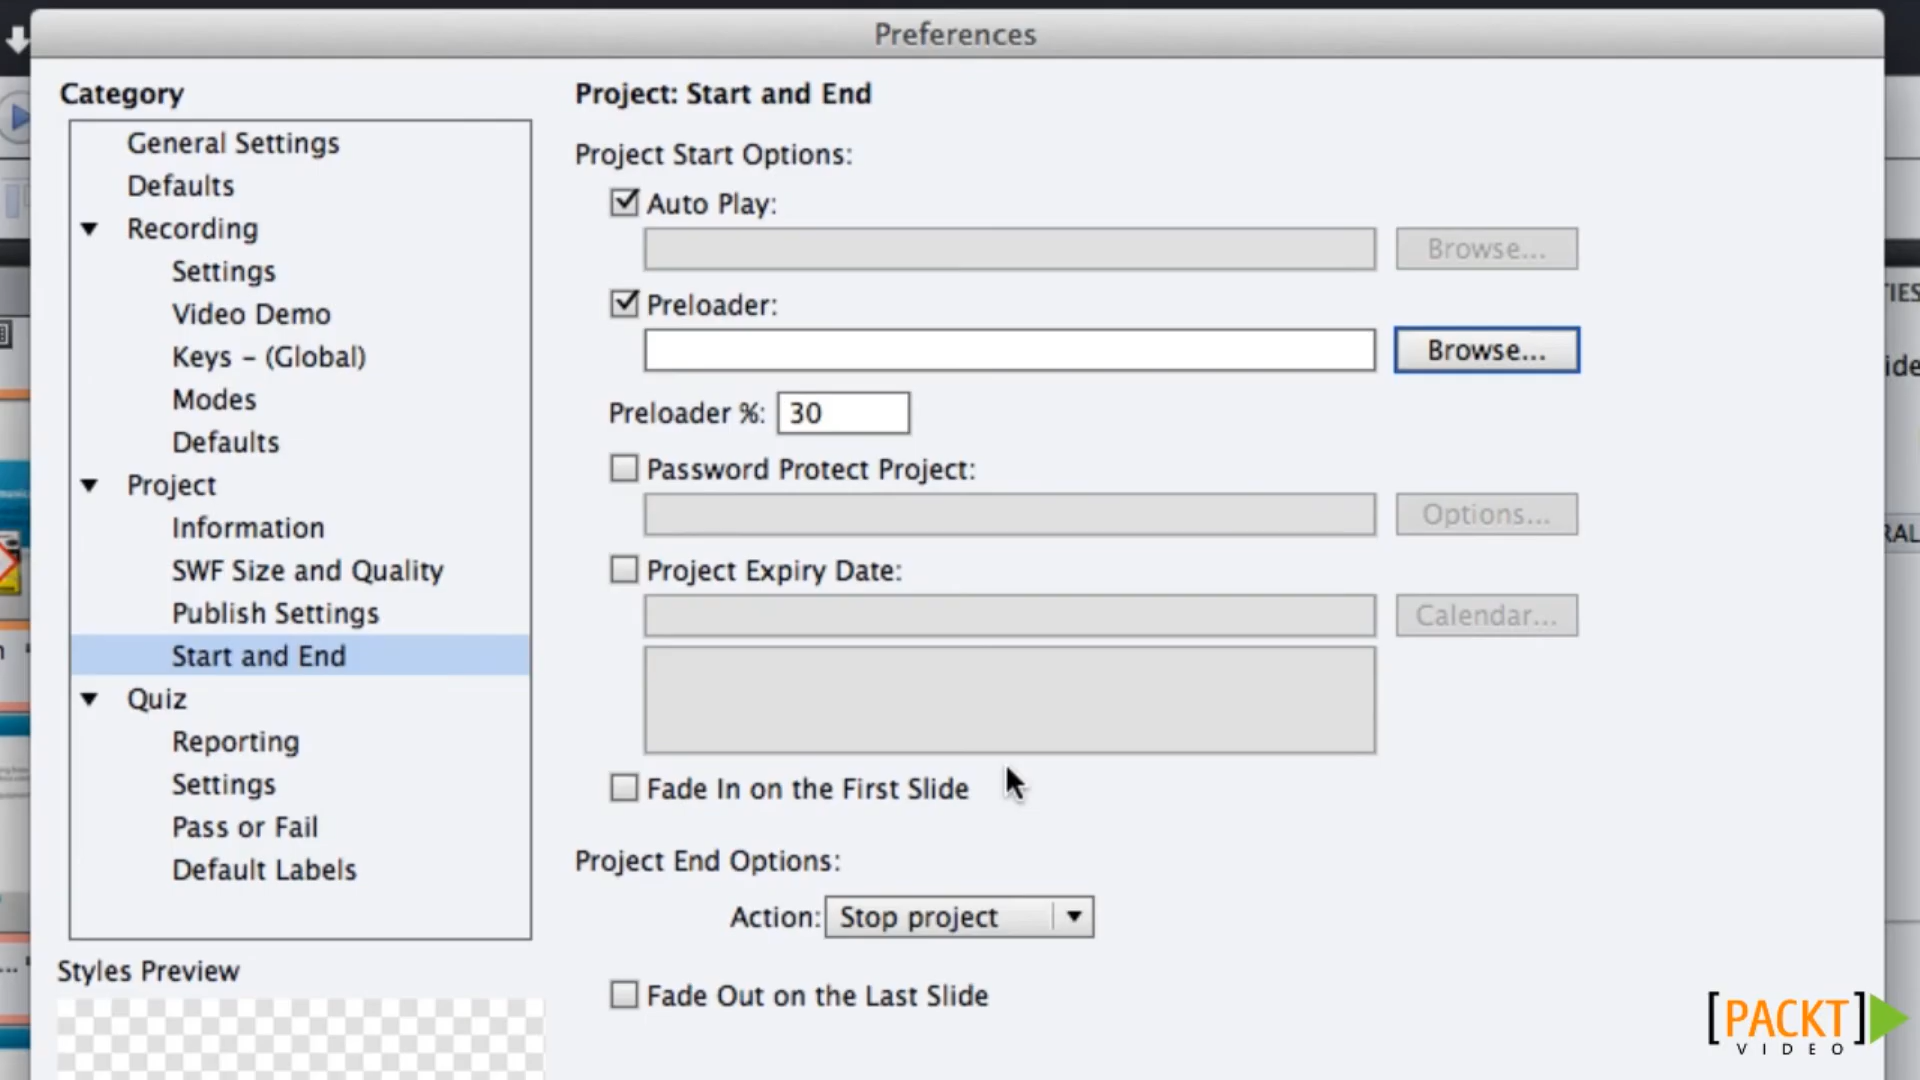 Preferences
Category
General Settings
Defaults
Recording
Settings
Video Demo
Keys – (Global)
Modes
Defaults
Project
Information
SWF Size and Quality
Publish Settings
Start and End
Quiz
Reporting
Settings
Pass or Fail
Default Labels
Styles Preview
Project: Start and End
Project Start Options:
Auto Play:
Browse...
Preloader:
Browse...
Preloader %: 30
Password Protect Project:
Options...
Project Expiry Date:
Calendar...
Fade In on the First Slide
Project End Options:
Action: Stop project
Fade Out on the Last Slide
TIES
ide
RAL
[PACKT]
VIDEO